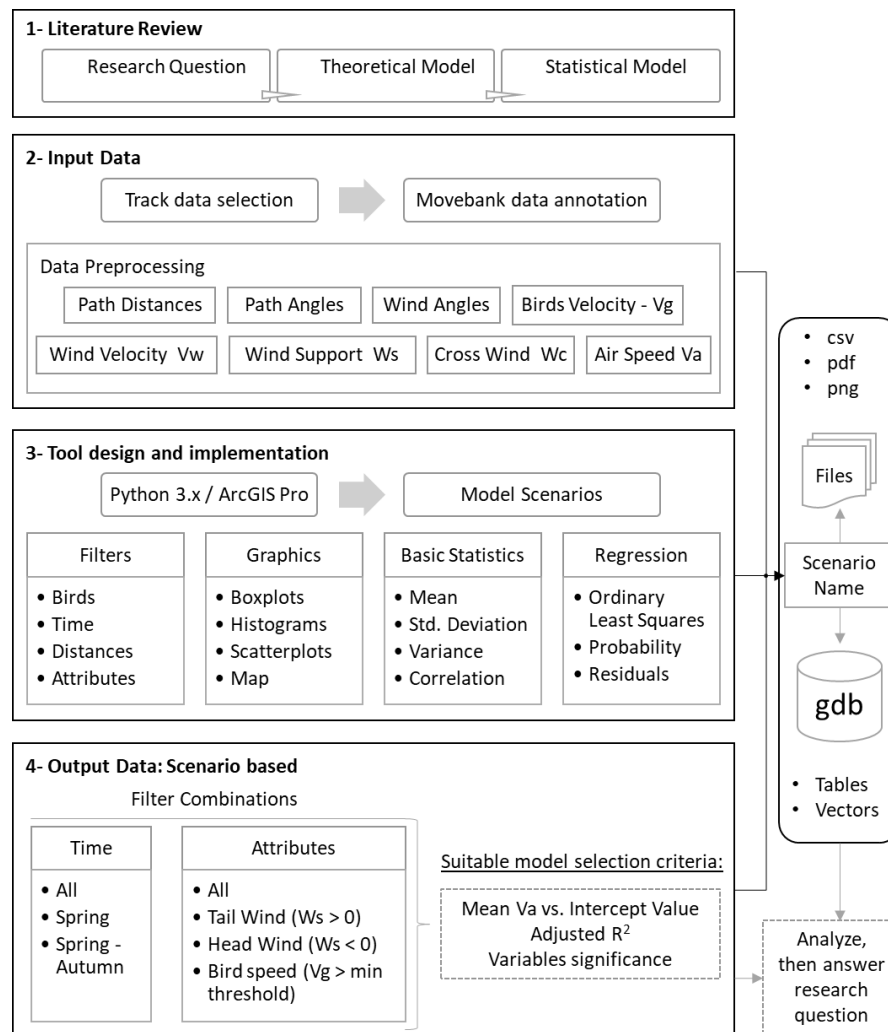 1- Literature Review
Research Question
Theoretical Model
Statistical Model
2- Input Data
Track data selection
Movebank data annotation
Data Preprocessing
Path Distances
Path Angles
Wind Angles
Birds Velocity - Vg
Wind Velocity Vw
Wind Support Ws
Cross Wind Wc
Air Speed Va
3- Tool design and implementation
Python 3.x / ArcGIS Pro
Model Scenarios
Filters
• Birds
• Time
• Distances
• Attributes
Graphics
• Boxplots
• Histograms
• Scatterplots
• Map
Basic Statistics
• Mean
• Std. Deviation
• Variance
• Correlation
Regression
• Ordinary
Least Squares
• Probability
• Residuals
4- Output Data: Scenario based
Filter Combinations
Time
• All
• Spring
• Spring -
Autumn
Attributes
• All
• Tail Wind (Ws > 0)
• Head Wind (Ws < 0)
• Bird speed (Vg > min
threshold)
Suitable model selection criteria:
Mean Va vs. Intercept Value
Adjusted R²
Variables significance
• csv
• pdf
• png
Files
Scenario
Name
gdb
• Tables
• Vectors
Analyze,
then answer
research
question